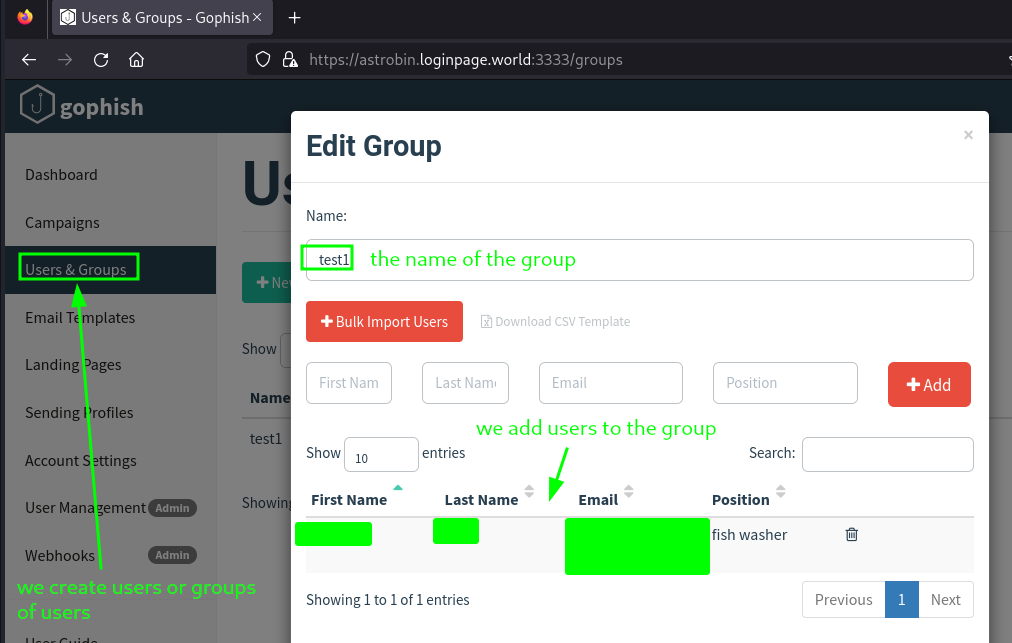 Users & Groups - Gophish
https://astrobin.loginpage.world:3333/groups
gophish
Edit Group
Dashboard
Name:
Campaigns
test1 the name of the group
Users & Groups
Bulk Import Users Download CSV Template
Email Templates
Show
Landing Pages
First Nam Last Name Email Position Add
Name
Sending Profiles
we add users to the group
test1
Show 10 entries Search:
Account Settings
First Name Last Name Email Position
Showing
User Management Admin
fish washer
Webhooks Admin
we create users or groups
of users
Showing 1 to 1 of 1 entries Previous 1 Next
User Guide